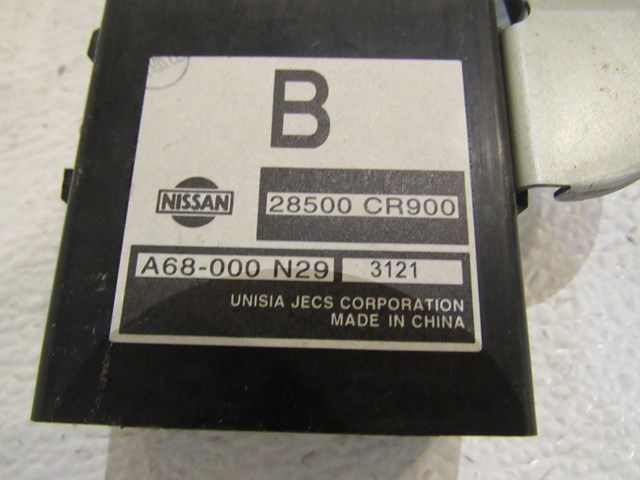 B
NISSAN
28500 CR900
A68-000 N29 3121
UNISIA JECS CORPORATION
MADE IN CHINA